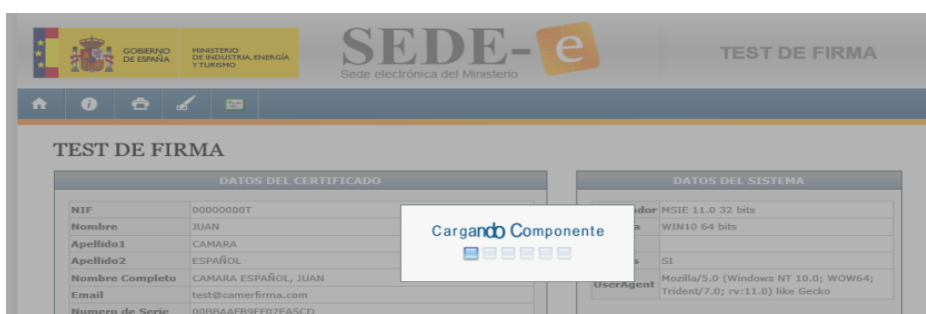 GOBIERNO
DE ESPAÑA
MINISTERIO
DE INDUSTRIA, ENERGÍA
Y TURISMO
SEDE-e
Sede electrónica del Ministerio
TEST DE FIRMA
TEST DE FIRMA
DATOS DEL CERTIFICADO
NIF 00000000T
Nombre JUAN
Apellido1 CAMARA
Apellido2 ESPAÑOL
Nombre Completo CAMARA ESPAÑOL, JUAN
Email test@camerfirma.com
Numero de Serie 00BBAAFB9FF07FA5CD
Cargando Componente
DATOS DEL SISTEMA
dor MSIE 11.0 32 bits
a WIN10 64 bits
s SI
UserAgent Mozilla/5.0 (Windows NT 10.0; WOW64;
Trident/7.0; rv:11.0) like Gecko